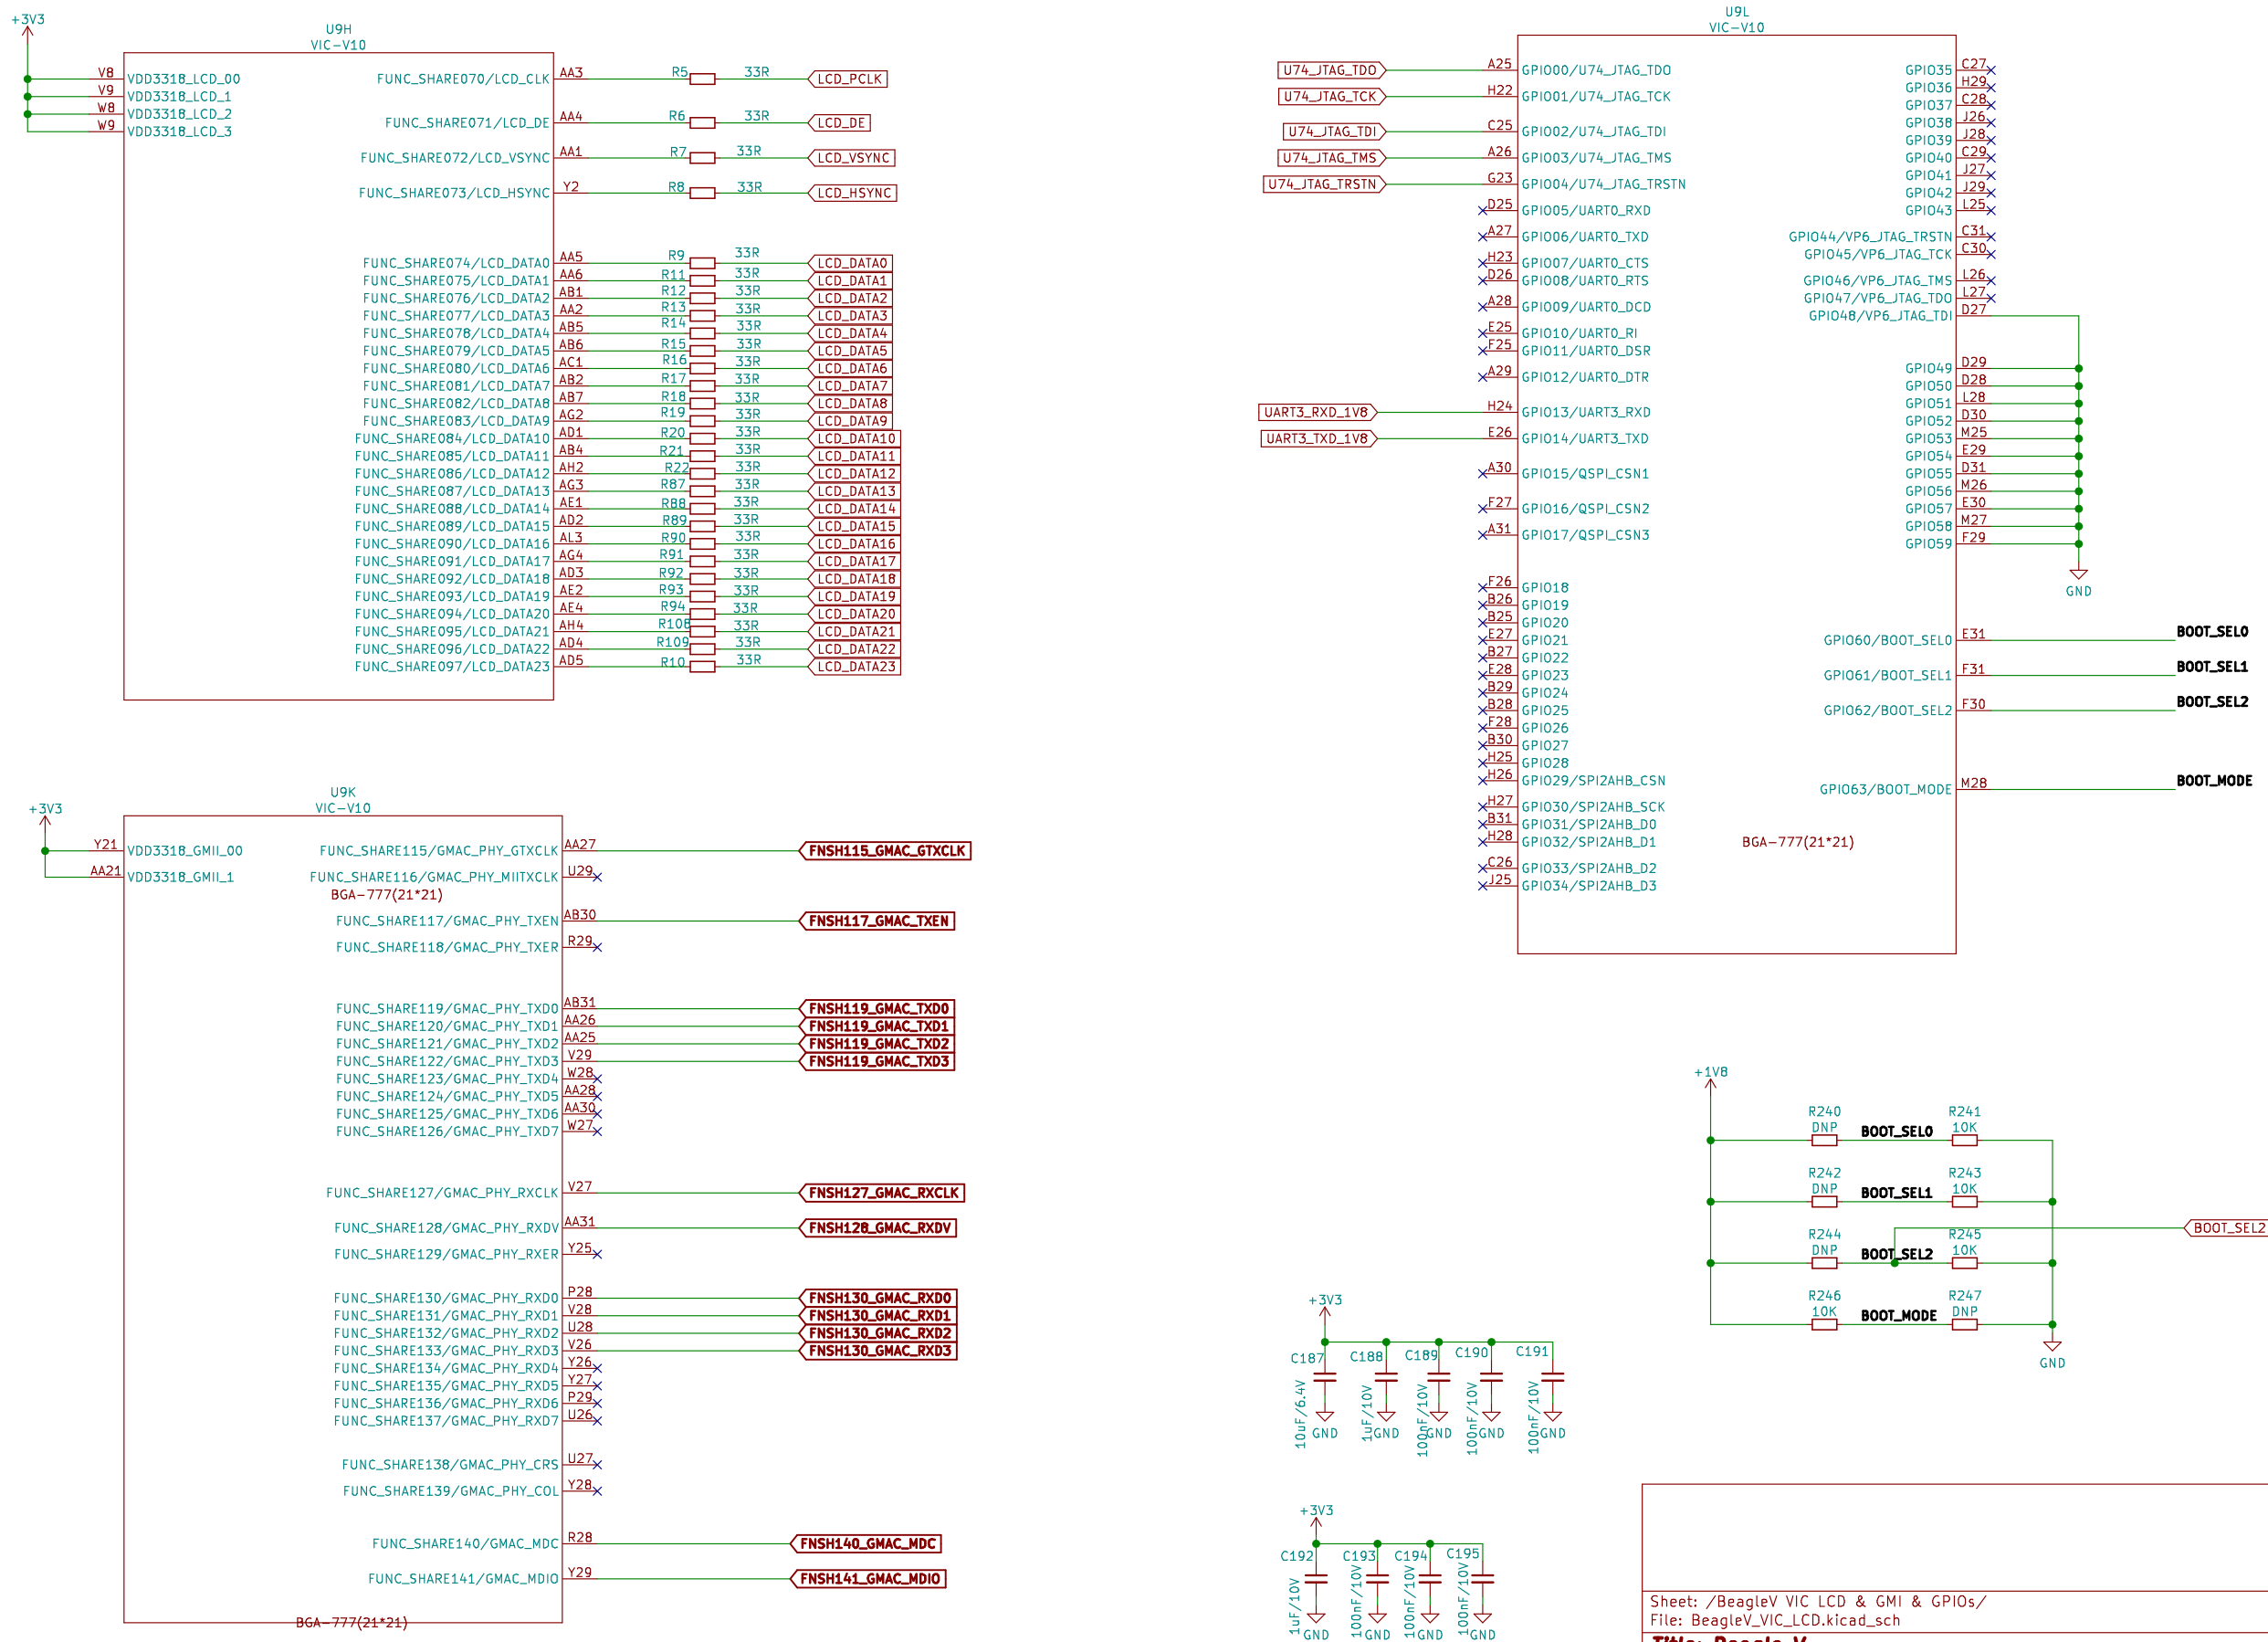 +3V3
U9H
VIC-V10
V8 VDD3318_LCD_00
V9 VDD3318_LCD_1
W8 VDD3318_LCD_2
W9 VDD3318_LCD_3
FUNC_SHARE070/LCD_CLK AA3 R5 33R LCD_PCLK
FUNC_SHARE071/LCD_DE AA4 R6 33R LCD_DE
FUNC_SHARE072/LCD_VSYNC AA1 R7 33R LCD_VSYNC
FUNC_SHARE073/LCD_HSYNC Y2 R8 33R LCD_HSYNC
FUNC_SHARE074/LCD_DATA0 AA5 R9 33R LCD_DATA0
FUNC_SHARE075/LCD_DATA1 AA6 R11 33R LCD_DATA1
FUNC_SHARE076/LCD_DATA2 AB1 R12 33R LCD_DATA2
FUNC_SHARE077/LCD_DATA3 AA2 R13 33R LCD_DATA3
FUNC_SHARE078/LCD_DATA4 AB5 R14 33R LCD_DATA4
FUNC_SHARE079/LCD_DATA5 AB6 R15 33R LCD_DATA5
FUNC_SHARE080/LCD_DATA6 AC1 R16 33R LCD_DATA6
FUNC_SHARE081/LCD_DATA7 AB2 R17 33R LCD_DATA7
FUNC_SHARE082/LCD_DATA8 AB7 R18 33R LCD_DATA8
FUNC_SHARE083/LCD_DATA9 AG2 R19 33R LCD_DATA9
FUNC_SHARE084/LCD_DATA10 AD1 R20 33R LCD_DATA10
FUNC_SHARE085/LCD_DATA11 AB4 R21 33R LCD_DATA11
FUNC_SHARE086/LCD_DATA12 AH2 R22 33R LCD_DATA12
FUNC_SHARE087/LCD_DATA13 AG3 R87 33R LCD_DATA13
FUNC_SHARE088/LCD_DATA14 AE1 R88 33R LCD_DATA14
FUNC_SHARE089/LCD_DATA15 AD2 R89 33R LCD_DATA15
FUNC_SHARE090/LCD_DATA16 AL3 R90 33R LCD_DATA16
FUNC_SHARE091/LCD_DATA17 AG4 R91 33R LCD_DATA17
FUNC_SHARE092/LCD_DATA18 AD3 R92 33R LCD_DATA18
FUNC_SHARE093/LCD_DATA19 AE2 R93 33R LCD_DATA19
FUNC_SHARE094/LCD_DATA20 AE4 R94 33R LCD_DATA20
FUNC_SHARE095/LCD_DATA21 AH4 R108 33R LCD_DATA21
FUNC_SHARE096/LCD_DATA22 AD4 R109 33R LCD_DATA22
FUNC_SHARE097/LCD_DATA23 AD5 R10 33R LCD_DATA23
+3V3
U9K
VIC-V10
Y21 VDD3318_GMII_00
AA21 VDD3318_GMII_1
FUNC_SHARE115/GMAC_PHY_GTXCLK AA27 FNSH115_GMAC_GTXCLK
FUNC_SHARE116/GMAC_PHY_MIITXCLK U29
BGA-777(21*21)
FUNC_SHARE117/GMAC_PHY_TXEN AB30 FNSH117_GMAC_TXEN
FUNC_SHARE118/GMAC_PHY_TXER R29
FUNC_SHARE119/GMAC_PHY_TXD0 AB31 FNSH119_GMAC_TXD0
FUNC_SHARE120/GMAC_PHY_TXD1 AA26 FNSH119_GMAC_TXD1
FUNC_SHARE121/GMAC_PHY_TXD2 AA25 FNSH119_GMAC_TXD2
FUNC_SHARE122/GMAC_PHY_TXD3 V29 FNSH119_GMAC_TXD3
FUNC_SHARE123/GMAC_PHY_TXD4 W28
FUNC_SHARE124/GMAC_PHY_TXD5 AA28
FUNC_SHARE125/GMAC_PHY_TXD6 AA30
FUNC_SHARE126/GMAC_PHY_TXD7 W27
FUNC_SHARE127/GMAC_PHY_RXCLK V27 FNSH127_GMAC_RXCLK
FUNC_SHARE128/GMAC_PHY_RXDV AA31 FNSH128_GMAC_RXDV
FUNC_SHARE129/GMAC_PHY_RXER Y25
FUNC_SHARE130/GMAC_PHY_RXD0 P28 FNSH130_GMAC_RXD0
FUNC_SHARE131/GMAC_PHY_RXD1 V28 FNSH130_GMAC_RXD1
FUNC_SHARE132/GMAC_PHY_RXD2 U28 FNSH130_GMAC_RXD2
FUNC_SHARE133/GMAC_PHY_RXD3 V26 FNSH130_GMAC_RXD3
FUNC_SHARE134/GMAC_PHY_RXD4 Y26
FUNC_SHARE135/GMAC_PHY_RXD5 Y27
FUNC_SHARE136/GMAC_PHY_RXD6 P29
FUNC_SHARE137/GMAC_PHY_RXD7 U26
FUNC_SHARE138/GMAC_PHY_CRS U27
FUNC_SHARE139/GMAC_PHY_COL Y28
FUNC_SHARE140/GMAC_MDC R28 FNSH140_GMAC_MDC
FUNC_SHARE141/GMAC_MDIO Y29 FNSH141_GMAC_MDIO
BGA-777(21*21)
U9L
VIC-V10
U74_JTAG_TDO A25 GPIO00/U74_JTAG_TDO
U74_JTAG_TCK H22 GPIO01/U74_JTAG_TCK
U74_JTAG_TDI C25 GPIO02/U74_JTAG_TDI
U74_JTAG_TMS A26 GPIO03/U74_JTAG_TMS
U74_JTAG_TRSTN G23 GPIO04/U74_JTAG_TRSTN
D25 GPIO05/UART0_RXD
A27 GPIO06/UART0_TXD
H23 GPIO07/UART0_CTS
D26 GPIO08/UART0_RTS
A28 GPIO09/UART0_DCD
E25 GPIO10/UART0_RI
F25 GPIO11/UART0_DSR
A29 GPIO12/UART0_DTR
UART3_RXD_1V8 H24 GPIO13/UART3_RXD
UART3_TXD_1V8 E26 GPIO14/UART3_TXD
A30 GPIO15/QSPI_CSN1
F27 GPIO16/QSPI_CSN2
A31 GPIO17/QSPI_CSN3
F26 GPIO18
B26 GPIO19
B25 GPIO20
E27 GPIO21
B27 GPIO22
E28 GPIO23
B29 GPIO24
B28 GPIO25
F28 GPIO26
B30 GPIO27
H25 GPIO28
H26 GPIO29/SPI2AHB_CSN
H27 GPIO30/SPI2AHB_SCK
B31 GPIO31/SPI2AHB_D0
H28 GPIO32/SPI2AHB_D1
C26 GPIO33/SPI2AHB_D2
J25 GPIO34/SPI2AHB_D3
GPIO35 C27
GPIO36 H29
GPIO37 C28
GPIO38 J26
GPIO39 J28
GPIO40 C29
GPIO41 J27
GPIO42 J29
GPIO43 L25
GPIO44/VP6_JTAG_TRSTN C31
GPIO45/VP6_JTAG_TCK C30
GPIO46/VP6_JTAG_TMS L26
GPIO47/VP6_JTAG_TDO L27
GPIO48/VP6_JTAG_TDI D27
GPIO49 D29
GPIO50 D28
GPIO51 L28
GPIO52 D30
GPIO53 M25
GPIO54 E29
GPIO55 D31
GPIO56 M26
GPIO57 E30
GPIO58 M27
GPIO59 F29
GND
GPIO60/BOOT_SEL0 E31 BOOT_SEL0
GPIO61/BOOT_SEL1 F31 BOOT_SEL1
GPIO62/BOOT_SEL2 F30 BOOT_SEL2
GPIO63/BOOT_MODE M28 BOOT_MODE
BGA-777(21*21)
+1V8
R240 R241
DNP BOOT_SEL0 10K
R242 R243
DNP BOOT_SEL1 10K
BOOT_SEL2
R244 R245
DNP BOOT_SEL2 10K
R246 R247
10K BOOT_MODE DNP
GND
+3V3
C187 C188 C189 C190 C191
10uF/6.4V 1uF/10V 100nF/10V 100nF/10V 100nF/10V
GND GND GND GND GND
+3V3
C192 C193 C194 C195
1uF/10V 100nF/10V 100nF/10V 100nF/10V
GND GND GND GND
Sheet: /BeagleV VIC LCD & GMI & GPIOs/
File: BeagleV_VIC_LCD.kicad_sch
Title: Beagle V